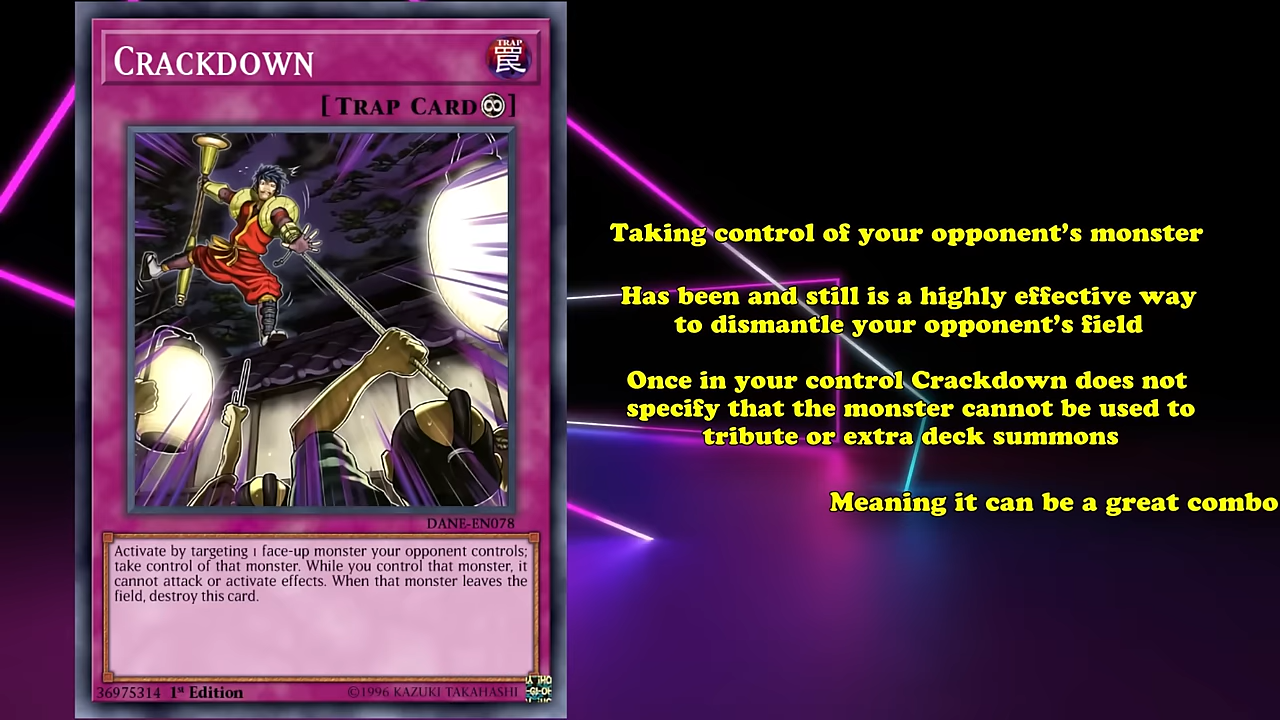 CRACKDOWN
TRAP
罠
[TRAP CARD♾]
DANE-EN078
Activate by targeting 1 face-up monster your opponent controls;
take control of that monster. While you control that monster, it
cannot attack or activate effects. When that monster leaves the
field, destroy this card.
36975314 1st Edition ©1996 KAZUKI TAKAHASHI
Taking control of your opponent's monster
Has been and still is a highly effective way
to dismantle your opponent's field
Once in your control Crackdown does not
specify that the monster cannot be used to
tribute or extra deck summons
Meaning it can be a great combo